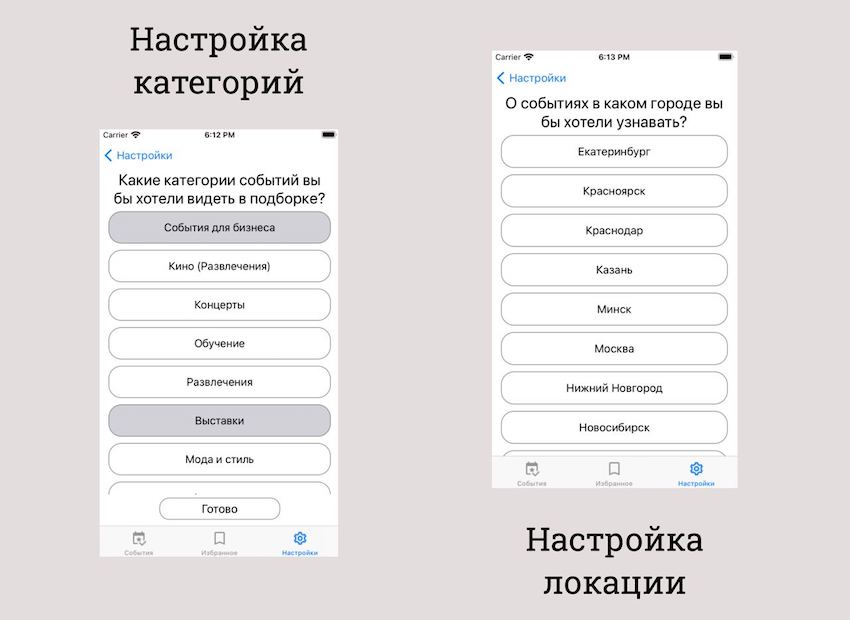 Настройка
категорий
Carrier
6:12 PM
Настройки
Какие категории событий вы
бы хотели видеть в подборке?
События для бизнеса
Кино (Развлечения)
Концерты
Обучение
Развлечения
Выставки
Мода и стиль
Готово
События
Избранное
Настройки
Carrier
6:13 PM
Настройки
О событиях в каком городе вы
бы хотели узнавать?
Екатеринбург
Красноярск
Краснодар
Казань
Минск
Москва
Нижний Новгород
Новосибирск
События
Избранное
Настройки
Настройка
локации